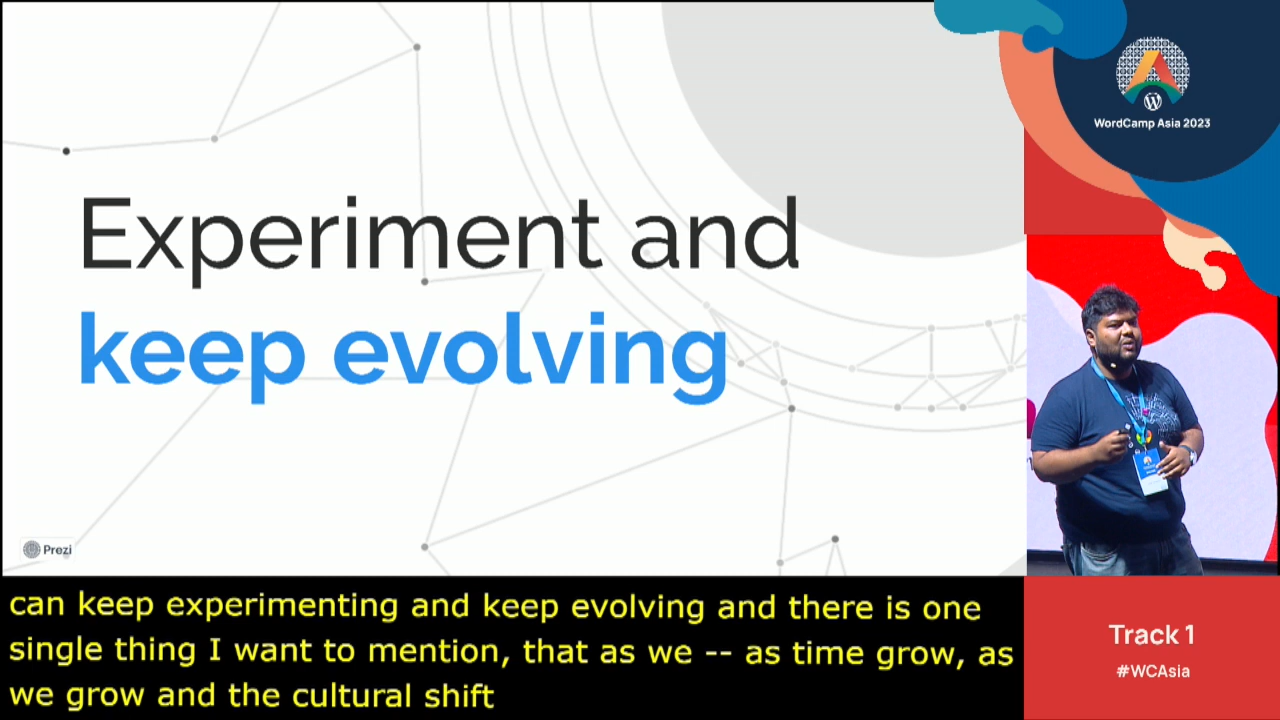 Experiment and
keep evolving
Prezi
can keep experimenting and keep evolving and there is one
single thing I want to mention, that as we -- as time grow, as
we grow and the cultural shift
WordCamp Asia 2023
Track 1
#WCAsia